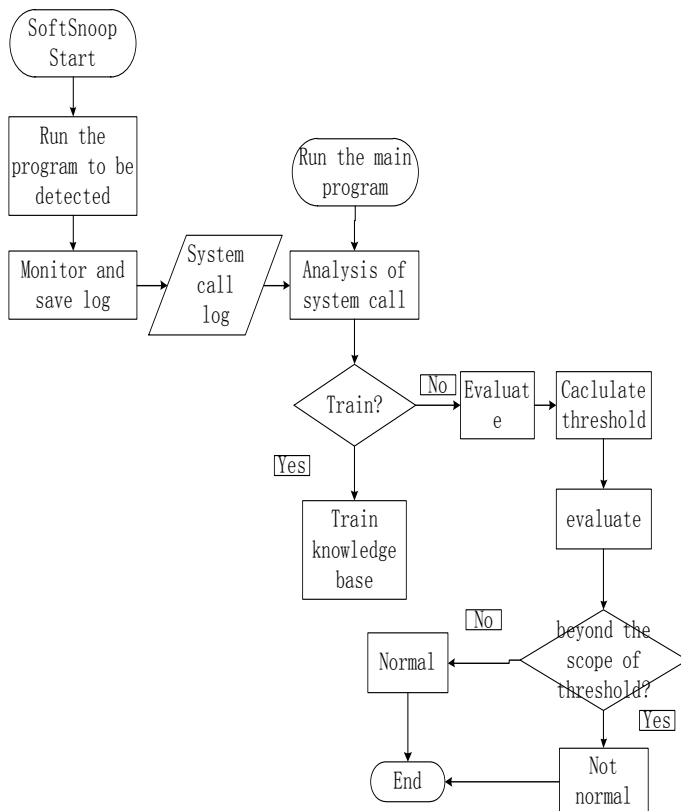 SoftSnoop
Start
Run the
program to be
detected
Monitor and
save log
System
call
log
Run the main
program
Analysis of
system call
Train?
No
Evaluat
e
Caclulate
threshold
Yes
Train
knowledge
base
evaluate
beyond the
scope of
threshold?
No
Normal
Yes
Not
normal
End